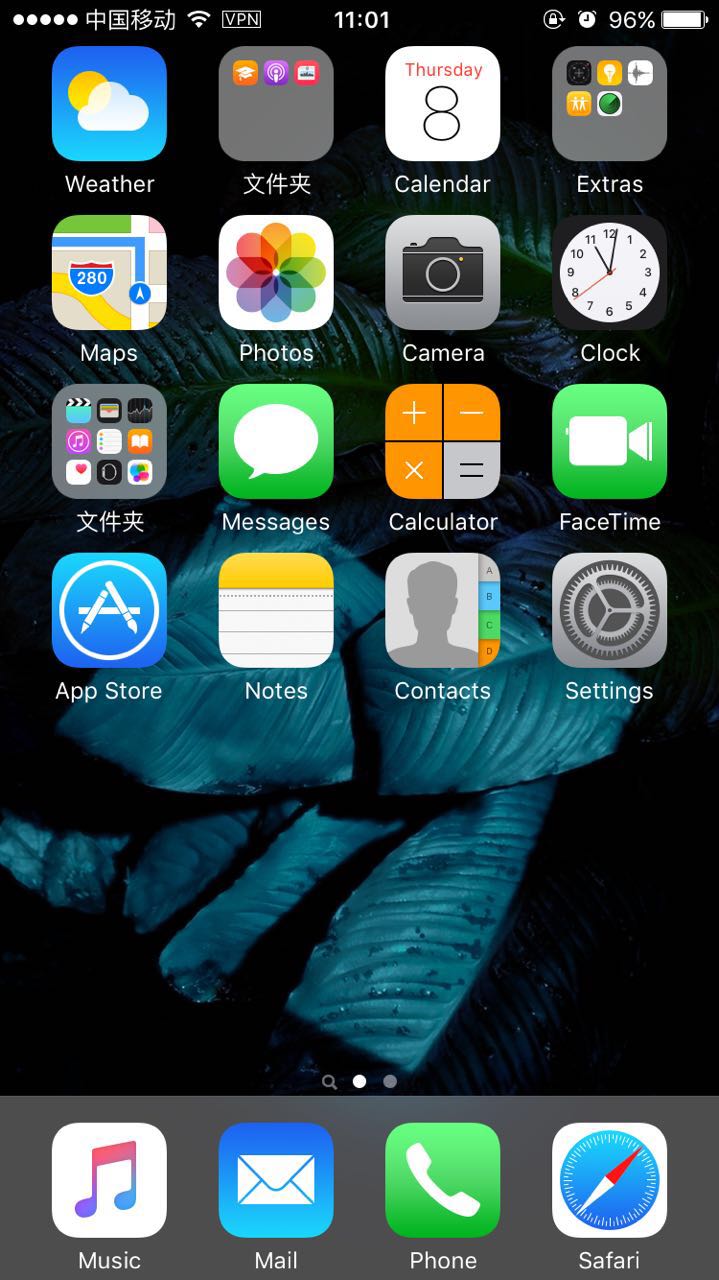 中国移动 VPN 11:01 96%
Thursday
8
Weather 文件夹 Calendar Extras
280
12 1 2 3 4 5 6 7 8 9 10 11
Maps Photos Camera Clock
文件夹 Messages Calculator FaceTime
A
B
C
D
App Store Notes Contacts Settings
Music Mail Phone Safari